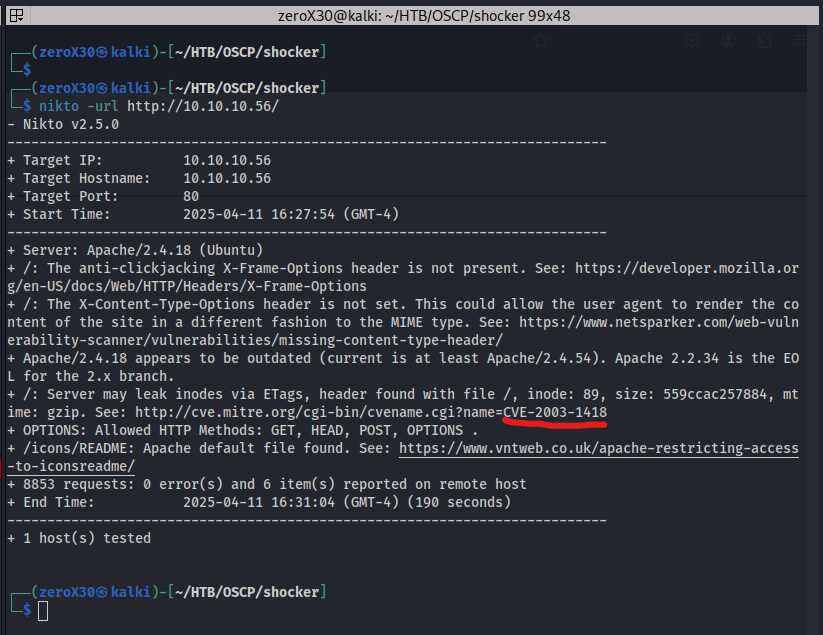 zeroX30@kalki: ~/HTB/OSCP/shocker 99x48
┌──(zeroX30㉿kalki)-[~/HTB/OSCP/shocker]
└─$
┌──(zeroX30㉿kalki)-[~/HTB/OSCP/shocker]
└─$ nikto -url http://10.10.10.56/
- Nikto v2.5.0
---------------------------------------------------------------------------
+ Target IP:          10.10.10.56
+ Target Hostname:    10.10.10.56
+ Target Port:        80
+ Start Time:         2025-04-11 16:27:54 (GMT-4)
---------------------------------------------------------------------------
+ Server: Apache/2.4.18 (Ubuntu)
+ /: The anti-clickjacking X-Frame-Options header is not present. See: https://developer.mozilla.or
g/en-US/docs/Web/HTTP/Headers/X-Frame-Options
+ /: The X-Content-Type-Options header is not set. This could allow the user agent to render the co
ntent of the site in a different fashion to the MIME type. See: https://www.netsparker.com/web-vuln
erability-scanner/vulnerabilities/missing-content-type-header/
+ Apache/2.4.18 appears to be outdated (current is at least Apache/2.4.54). Apache 2.2.34 is the EO
L for the 2.x branch.
+ /: Server may leak inodes via ETags, header found with file /, inode: 89, size: 559ccac257884, mt
ime: gzip. See: http://cve.mitre.org/cgi-bin/cvename.cgi?name=CVE-2003-1418
+ OPTIONS: Allowed HTTP Methods: GET, HEAD, POST, OPTIONS .
+ /icons/README: Apache default file found. See: https://www.vntweb.co.uk/apache-restricting-access
-to-iconsreadme/
+ 8853 requests: 0 error(s) and 6 item(s) reported on remote host
+ End Time:           2025-04-11 16:31:04 (GMT-4) (190 seconds)
---------------------------------------------------------------------------
+ 1 host(s) tested
┌──(zeroX30㉿kalki)-[~/HTB/OSCP/shocker]
└─$